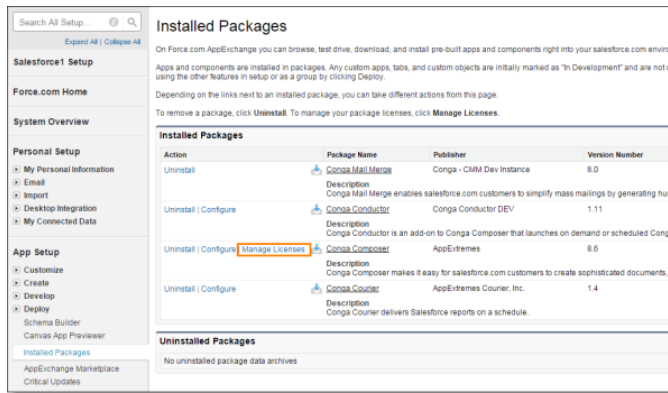 Search All Setup...
Expand All | Collapse All
Salesforce1 Setup
Force.com Home
System Overview
Personal Setup
My Personal Information
Email
Import
Desktop Integration
My Connected Data
App Setup
Customize
Create
Develop
Deploy
Schema Builder
Canvas App Previewer
Installed Packages
AppExchange Marketplace
Critical Updates
Installed Packages
On Force.com AppExchange you can browse, test drive, download, and install pre-built apps and components right into your salesforce.com enviro
Apps and components are installed in packages. Any custom apps, tabs, and custom objects are initially marked as "In Development" and are not
using the other features in setup or as a group by clicking Deploy.
Depending on the links next to an installed package, you can take different actions from this page.
To remove a package, click Uninstall. To manage your package licenses, click Manage Licenses.
Installed Packages
Action Package Name Publisher Version Number
Uninstall Conga Mail Merge Conga - CMM Dev Instance 8.0
Description
Conga Mail Merge enables salesforce.com customers to simplify mass mailings by generating hu
Uninstall | Configure Conga Conductor Conga Conductor DEV 1.11
Description
Conga Conductor is an add-on to Conga Composer that launches on demand or scheduled Cong
Uninstall | Configure Manage Licenses Conga Composer AppExtremes 8.6
Description
Conga Composer makes it easy for salesforce.com customers to create sophisticated documents,
Uninstall | Configure Conga Courier AppExtremes Courier, Inc. 1.4
Description
Conga Courier delivers Salesforce reports on a schedule.
Uninstalled Packages
No uninstalled package data archives